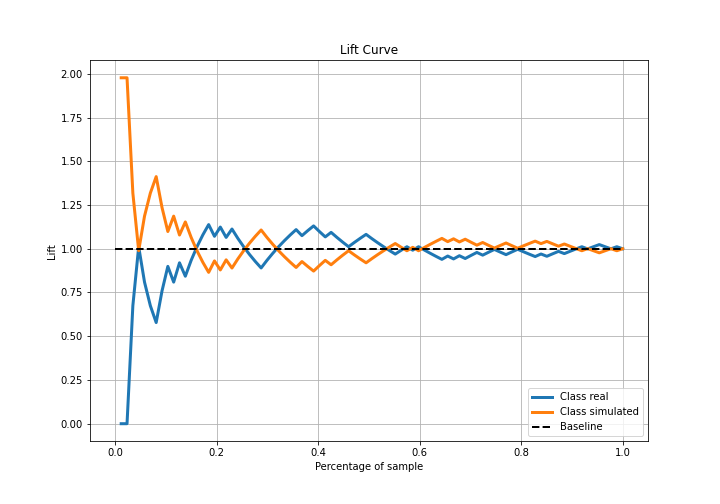 Lift Curve
2.00
1.75
1.50
1.25
1.00
0.75
0.50
0.25
0.00
Lift
0.0 0.2 0.4 0.6 0.8 1.0
Percentage of sample
Class real
Class simulated
Baseline